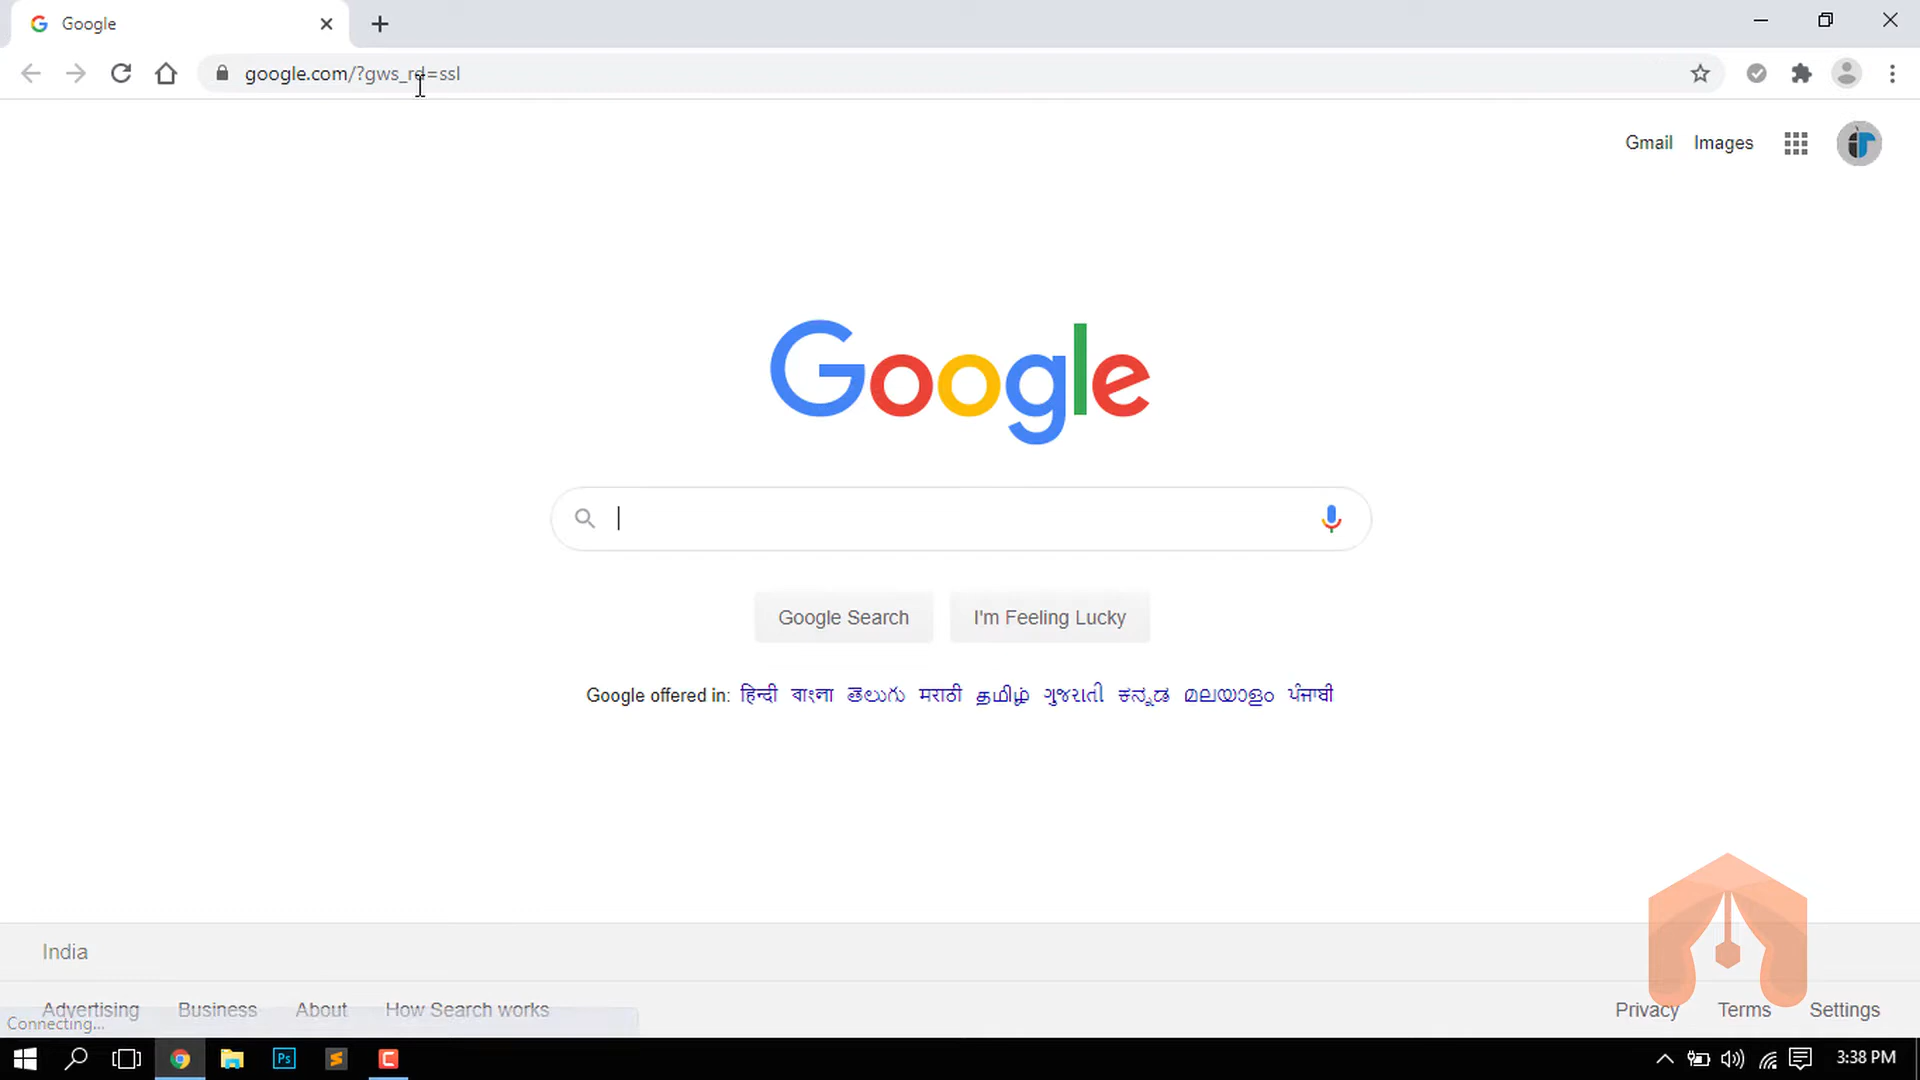 Google
google.com/?gws_rd=ssl
Gmail Images
Google
Google Search I'm Feeling Lucky
Google offered in: हिन्दी বাংলা తెలుగు मराठी தமிழ் ગુજરાતી ಕನ್ನಡ മലയാളം ਪੰਜਾਬੀ
India
Advertising Business About How Search works Privacy Terms Settings
Connecting...
Ps
3:38 PM